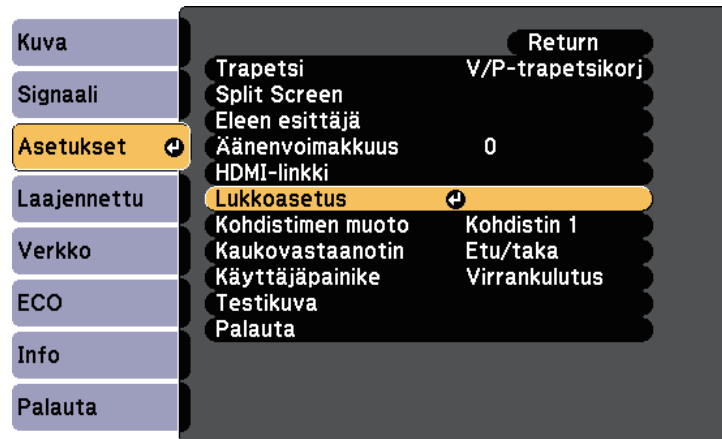 Kuva
Signaali
Asetukset
Laajennettu
Verkko
ECO
Info
Palauta
Return
Trapetsi V/P-trapetsikorj
Split Screen
Eleen esittäjä
Äänenvoimakkuus 0
HDMI-linkki
Lukkoasetus
Kohdistimen muoto Kohdistin 1
Kaukovastaanotin Etu/taka
Käyttäjäpainike Virrankulutus
Testikuva
Palauta